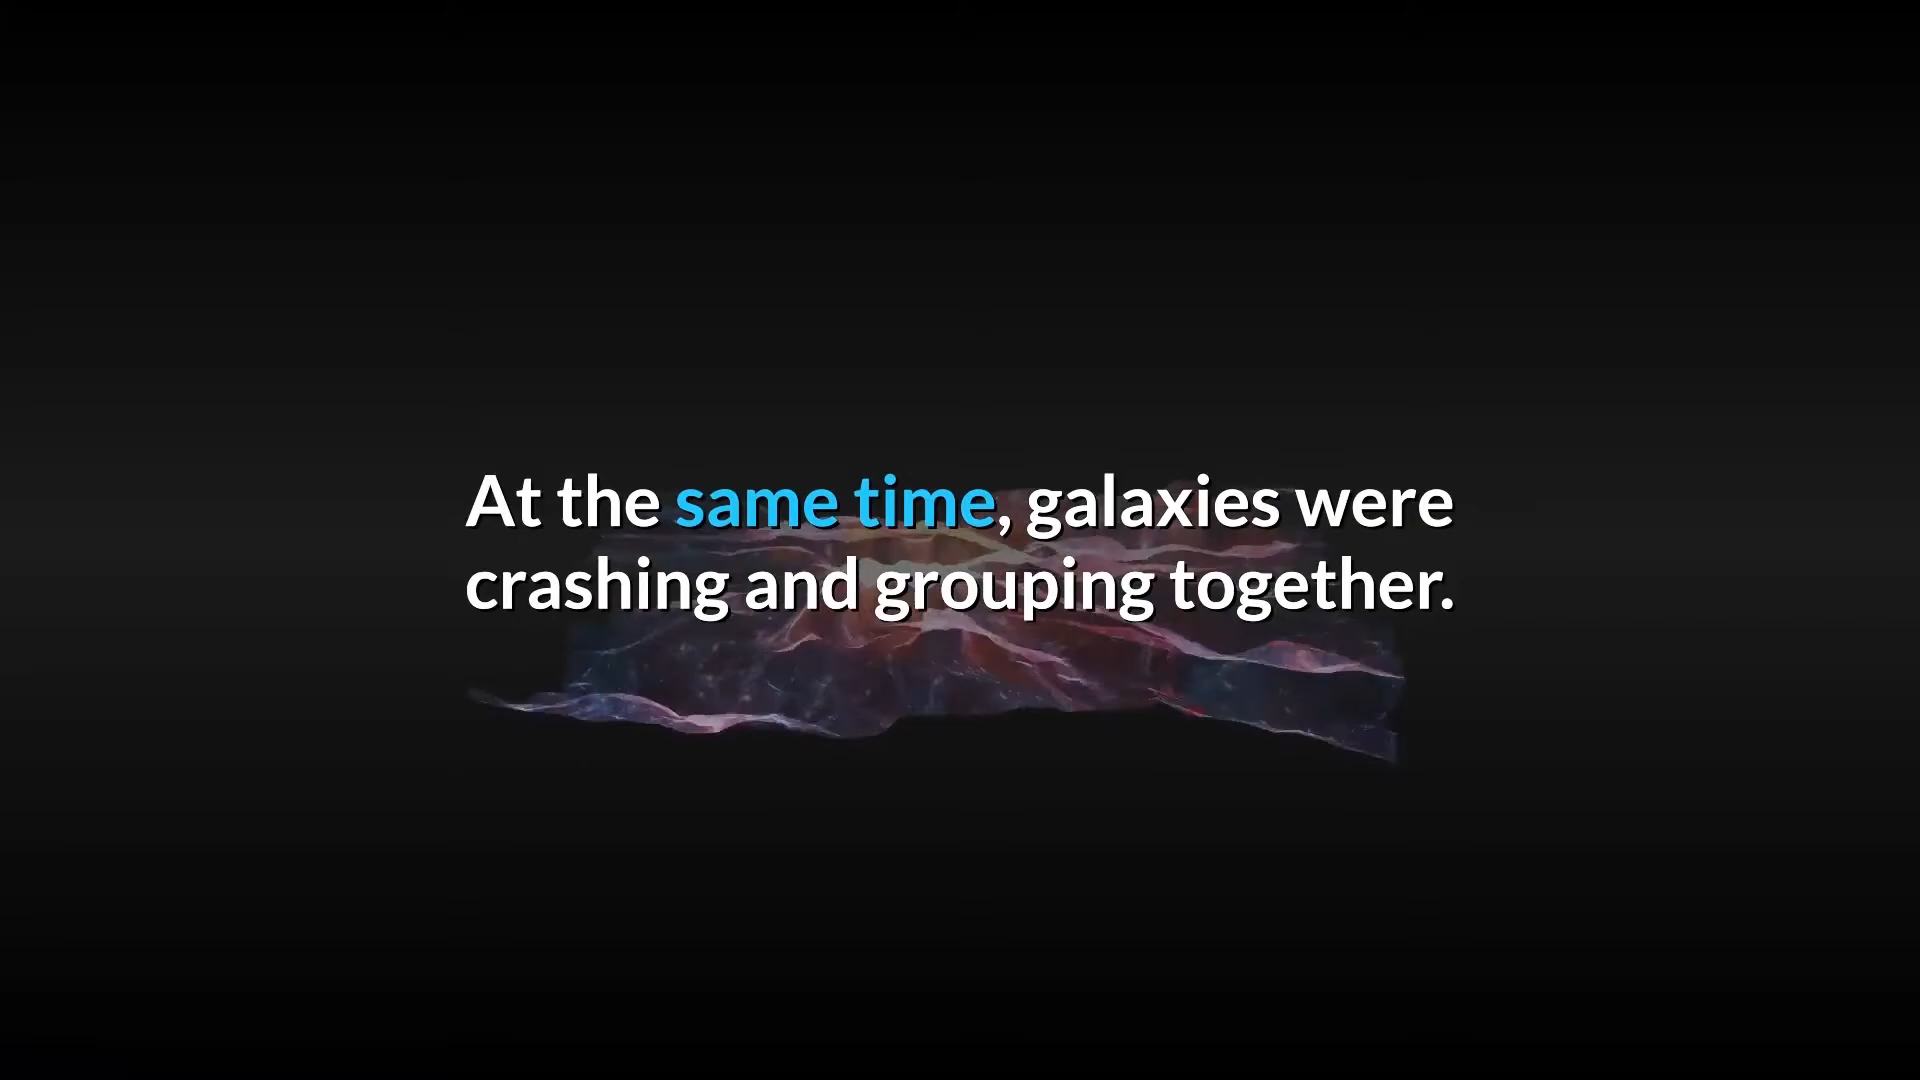 At the same time, galaxies were
crashing and grouping together.